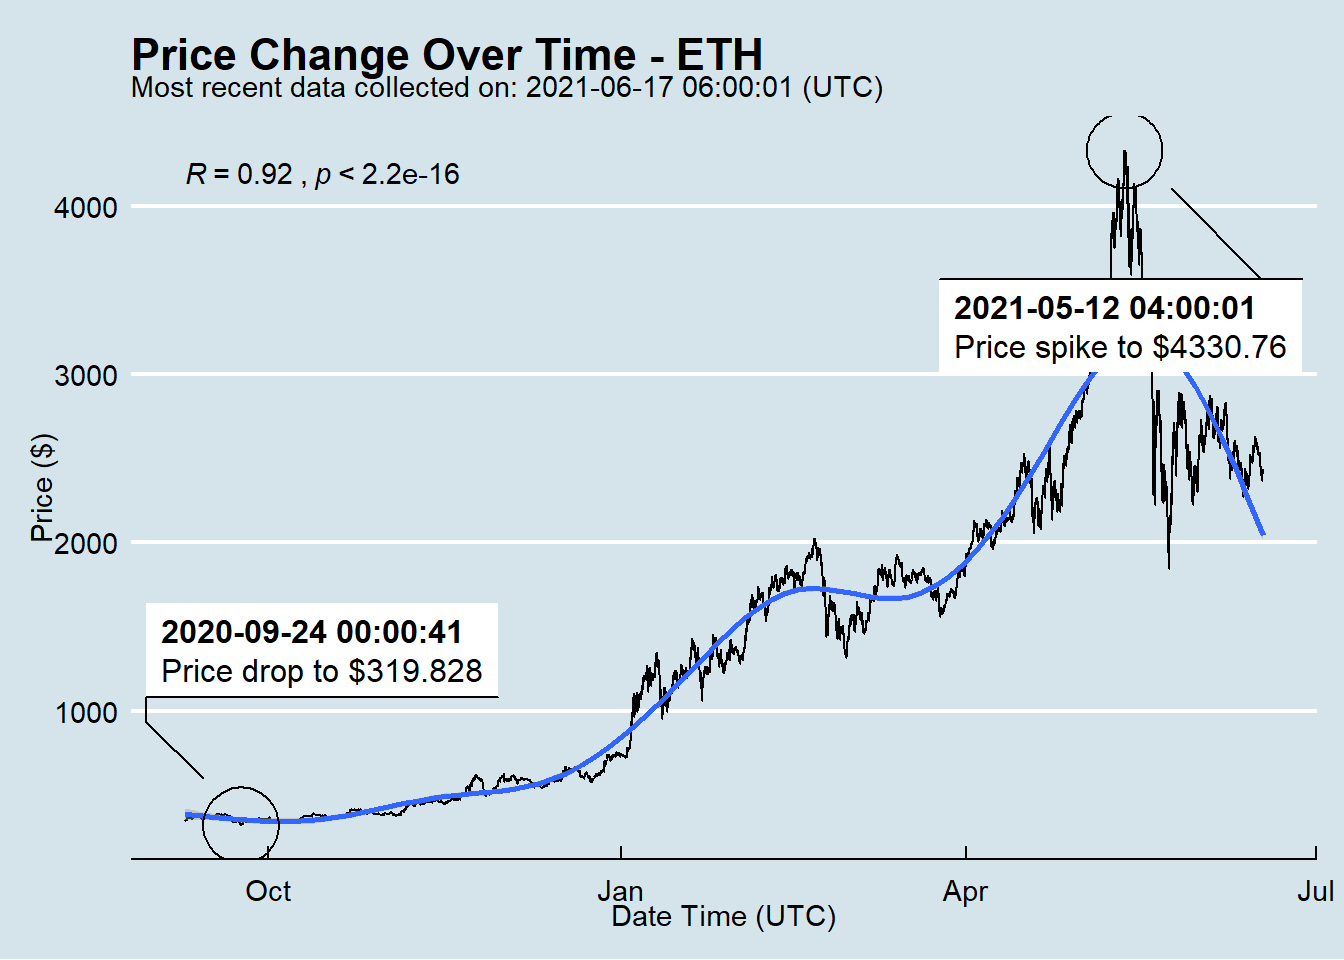 Price Change Over Time - ETH
Most recent data collected on: 2021-06-17 06:00:01 (UTC)
R = 0.92 , p < 2.2e-16
4000
2021-05-12 04:00:01
Price spike to $4330.76
3000
Price ($)
2000
2020-09-24 00:00:41
Price drop to $319.828
1000
Oct
Jan
Apr
Jul
Date Time (UTC)